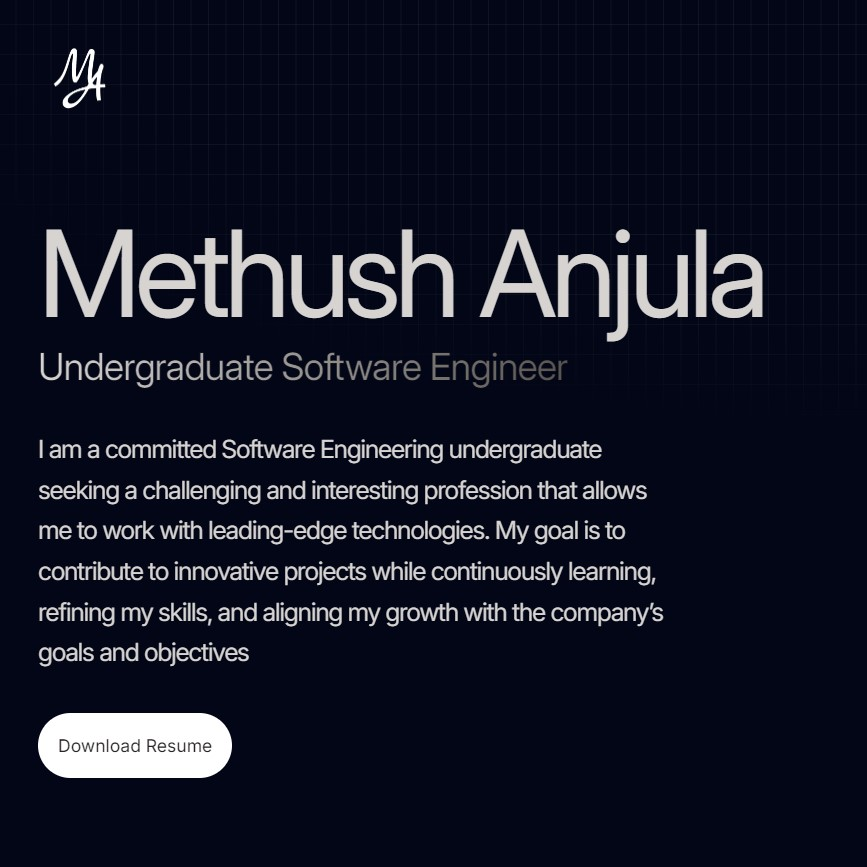 MA
Methush Anjula
Undergraduate Software Engineer
I am a committed Software Engineering undergraduate
seeking a challenging and interesting profession that allows
me to work with leading-edge technologies. My goal is to
contribute to innovative projects while continuously learning,
refining my skills, and aligning my growth with the company’s
goals and objectives
Download Resume